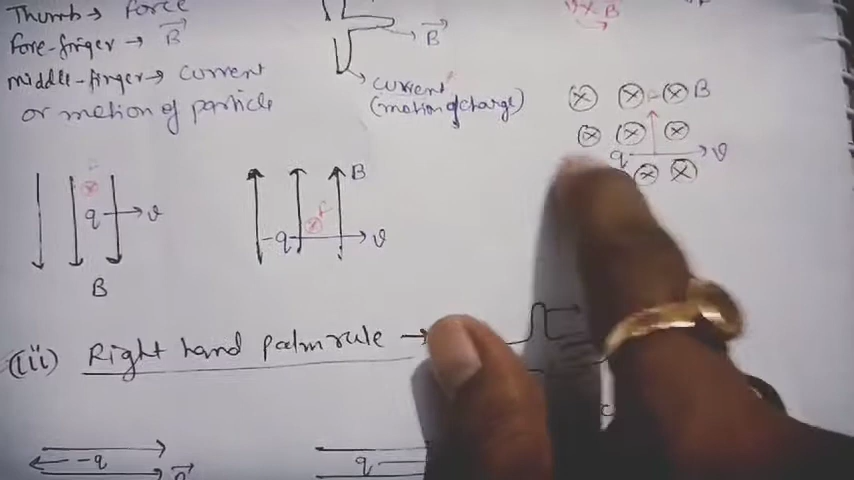 Thumb → Force
Fore-finger → B
middle-finger → Current
or motion of particle
B
Current
(motion of charge)
v × B
B
q v
q v
B
B
-q v
(iii) Right hand palm rule →
-q
q